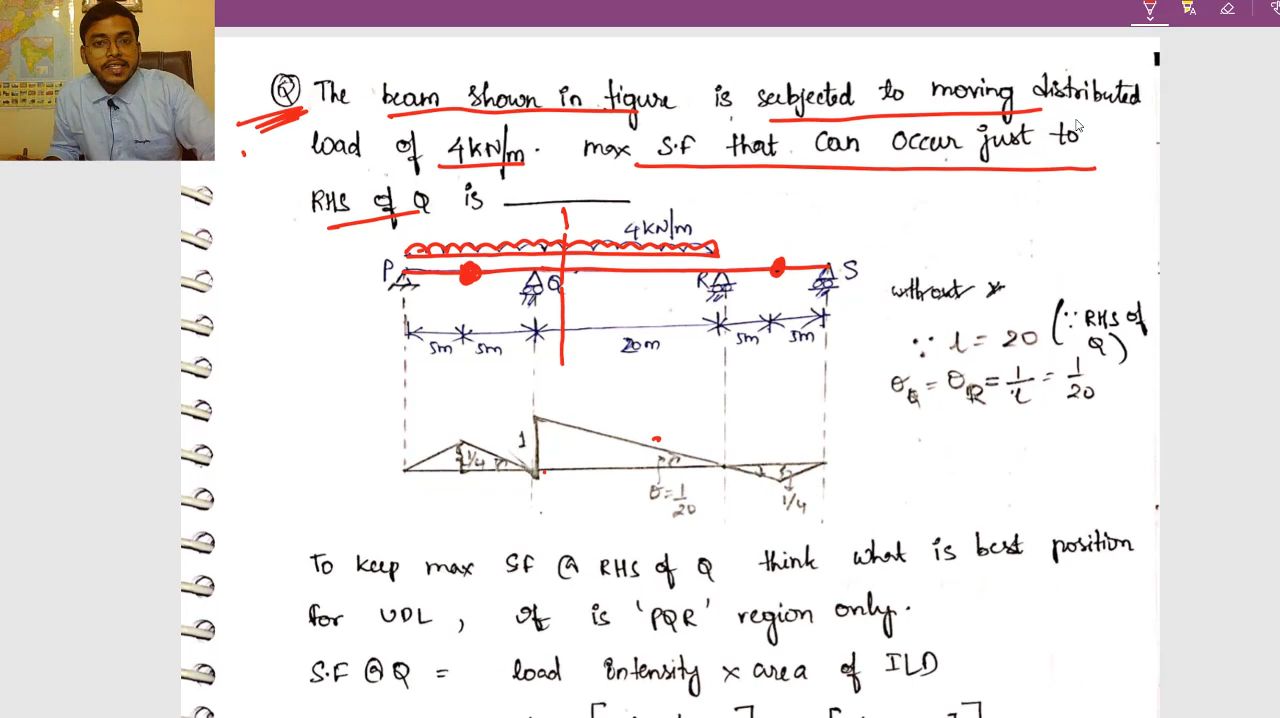 Q The beam shown in figure is subjected to moving distributed
load of 4kN/m. max S.f that can occur just to
RHS of Q is
4kN/m
P Q R S
5m 5m 20m 5m 5m
without
∵ l = 20 (∵ RHS of Q)
θQ = θR = 1/l = 1/20
1
1/4
θ = 1/20
1/4
To keep max SF @ RHS of Q think what is best position
for UDL, is 'PQR' region only.
S.F @ Q = load intensity x area of ILD